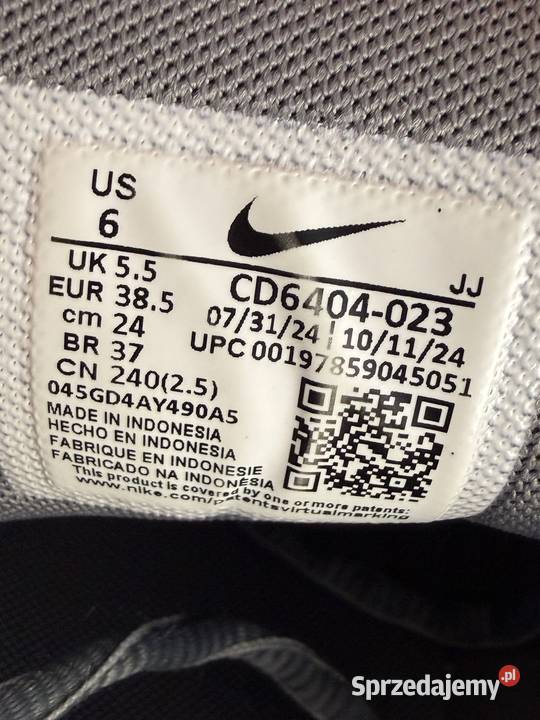 US
6
JJ
UK 5.5
EUR 38.5
cm 24
BR 37
CN 240(2.5)
CD6404-023
07/31/24 | 10/11/24
UPC 00197859045051
045GD4AY490A5
MADE IN INDONESIA
HECHO EN INDONESIA
FABRIQUE EN INDONESIE
FABRICADO NA INDONESIA
This product is covered by one or more patents:
www.nike.com/patentsvirtualmarking
Sprzedajemy.pl